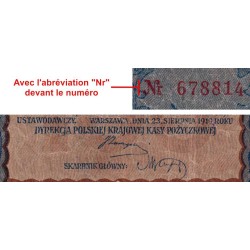 Avec l'abréviation "Nr"
devant le numéro
Nr 678814
USTAWODAWCZY. WARSZAWA, DNIA 23, SIERPNIA 1919 ROKU
DYREKCJA POLSKIEJ KRAJOWEJ KASY POŻYCZKOWEJ
SKARBNIK GŁÓWNY: